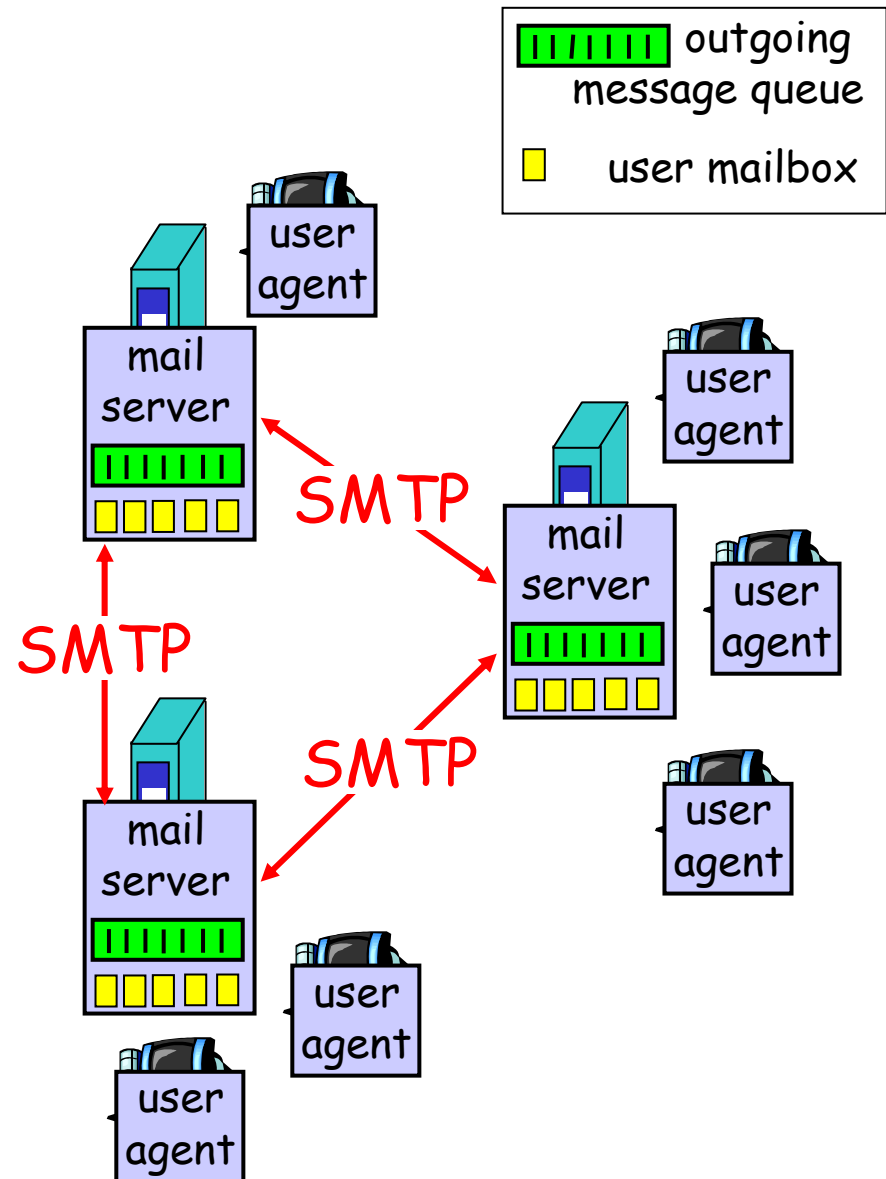 outgoing
message queue
user mailbox
user
agent
mail
server
user
agent
SMTP
mail
server
user
agent
SMTP
SMTP
user
agent
mail
server
user
agent
user
agent